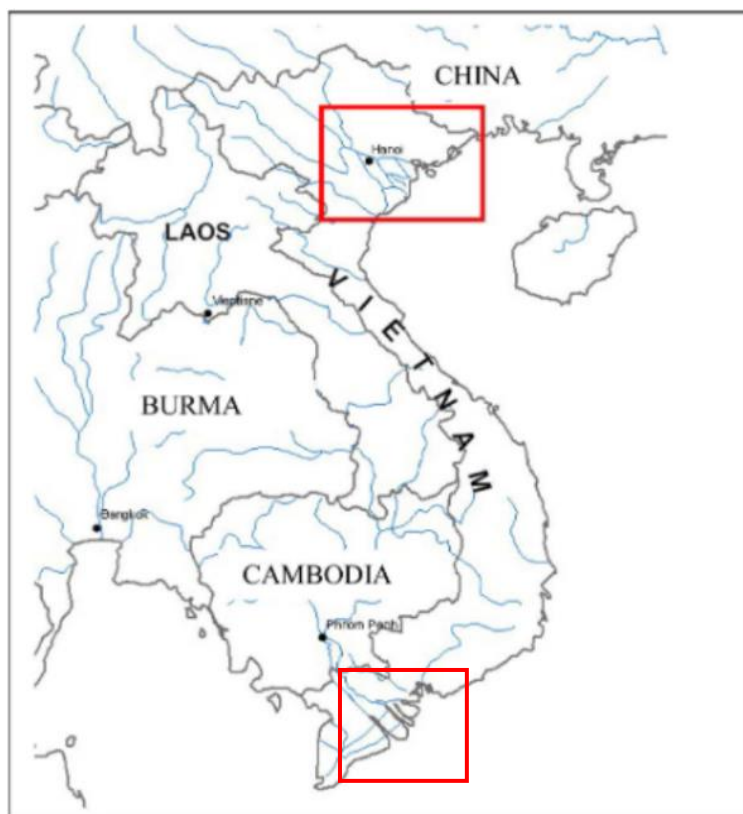 CHINA
Hanoi
LAOS
VIETNAM
Vientiane
BURMA
Bangkok
CAMBODIA
Phnom Penh